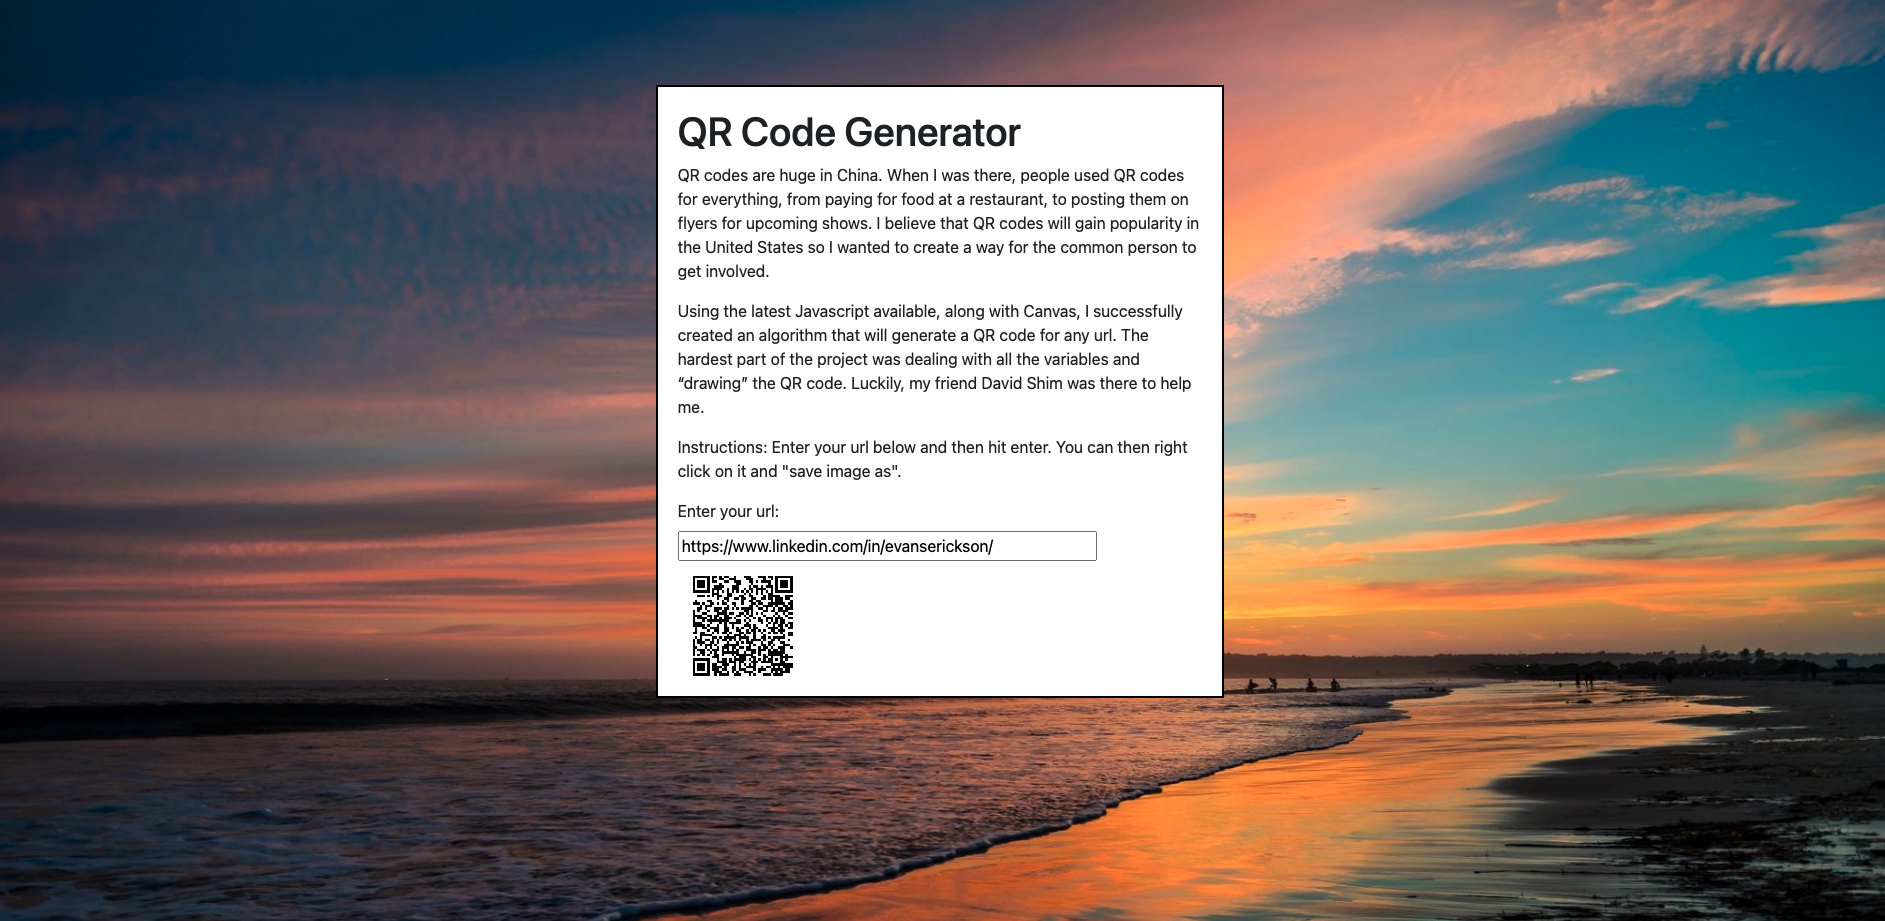 QR Code Generator
QR codes are huge in China. When I was there, people used QR codes
for everything, from paying for food at a restaurant, to posting them on
flyers for upcoming shows. I believe that QR codes will gain popularity in
the United States so I wanted to create a way for the common person to
get involved.
Using the latest Javascript available, along with Canvas, I successfully
created an algorithm that will generate a QR code for any url. The
hardest part of the project was dealing with all the variables and
“drawing” the QR code. Luckily, my friend David Shim was there to help
me.
Instructions: Enter your url below and then hit enter. You can then right
click on it and "save image as".
Enter your url:
https://www.linkedin.com/in/evanserickson/